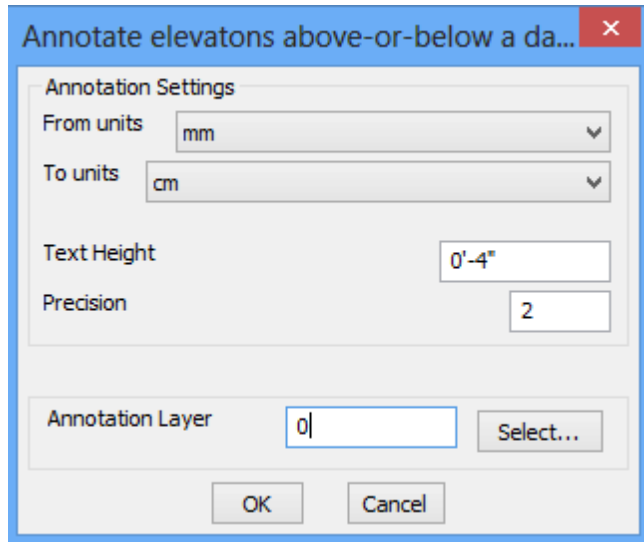 Annotate elevatons above-or-below a da...
Annotation Settings
From units mm
To units cm
Text Height 0'-4"
Precision 2
Annotation Layer 0 Select...
OK Cancel